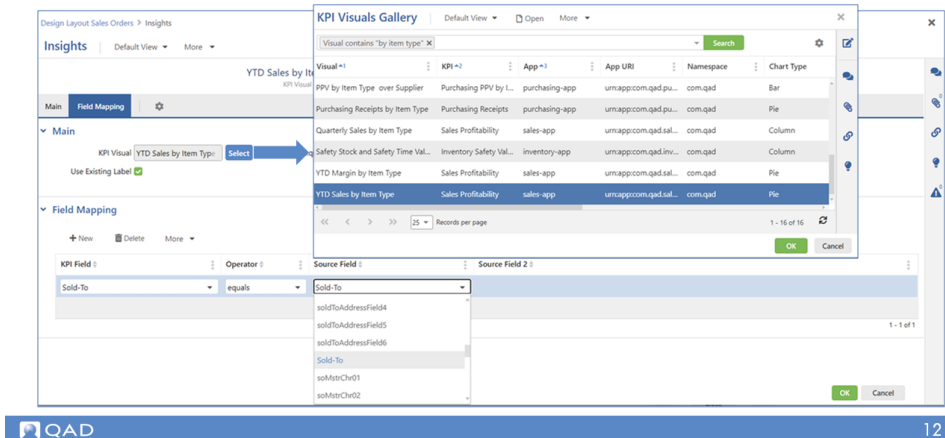 Design Layout Sales Orders > Insights
Insights Default View More
YTD Sales by Ite
KPI Visual
Main Field Mapping
Main
KPI Visual YTD Sales by Item Type Select
Use Existing Label
Field Mapping
+ New Delete More
KPI Field Operator Source Field Source Field 2
Sold-To equals Sold-To
soldToAddressField4
soldToAddressField5
soldToAddressField6
Sold-To
soMstrChr01
soMstrChr02
1 - 1 of 1
OK Cancel
KPI Visuals Gallery Default View Open More
Visual contains "by item type" × Search
Visual 1 KPI 2 App 3 App URI Namespace Chart Type
PPV by Item Type over Supplier Purchasing PPV by I... purchasing-app urn:app:com.qad.pu... com.qad Bar
Purchasing Receipts by Item Type Purchasing Receipts purchasing-app urn:app:com.qad.pu... com.qad Pie
Quarterly Sales by Item Type Sales Profitability sales-app urn:app:com.qad.sal... com.qad Column
Safety Stock and Safety Time Val... Inventory Safety Val... inventory-app urn:app:com.qad.inv... com.qad Column
YTD Margin by Item Type Sales Profitability sales-app urn:app:com.qad.sal... com.qad Pie
YTD Sales by Item Type Sales Profitability sales-app urn:app:com.qad.sal... com.qad Pie
25 Records per page 1 - 16 of 16
OK Cancel
QAD 12